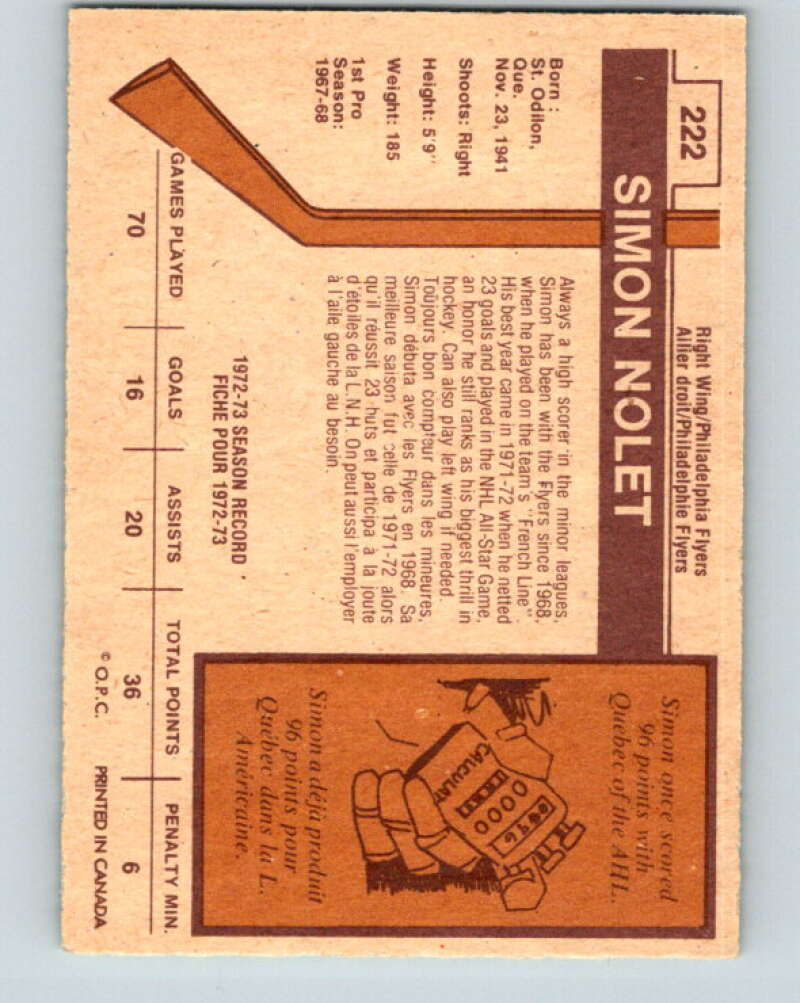 222
SIMON NOLET
Right Wing/Philadelphia Flyers
Ailier droit/Philadelphie Flyers
Born :
St. Odilon,
Que.
Nov. 23, 1941
Shoots: Right
Height: 5'9"
Weight: 185
1st Pro
Season:
1967-68
Always a high scorer in the minor leagues,
Simon has been with the Flyers since 1968,
when he played on the team's "French Line".
His best year came in 1971-72 when he netted
23 goals and played in the NHL All-Star Game,
an honor he still ranks as his biggest thrill in
hockey. Can also play left wing if needed.
Toujours bon compteur dans les mineures,
Simon débuta avec les Flyers en 1968. Sa
meilleure saison fut celle de 1971-72 alors
qu'il réussit 23 buts et participa à la joute
d'étoiles de la L.N.H. On peut aussi l'employer
à l'aile gauche au besoin.
Simon once scored
96 points with
Quebec of the AHL.
CALCULAT
0096
0000
Simon a déjà produit
96 points pour
Québec dans la L.
Américaine.
1972-73 SEASON RECORD
FICHE POUR 1972-73
GAMES PLAYED GOALS ASSISTS TOTAL POINTS PENALTY MIN.
70 16 20 36 6
© O.P.C. PRINTED IN CANADA